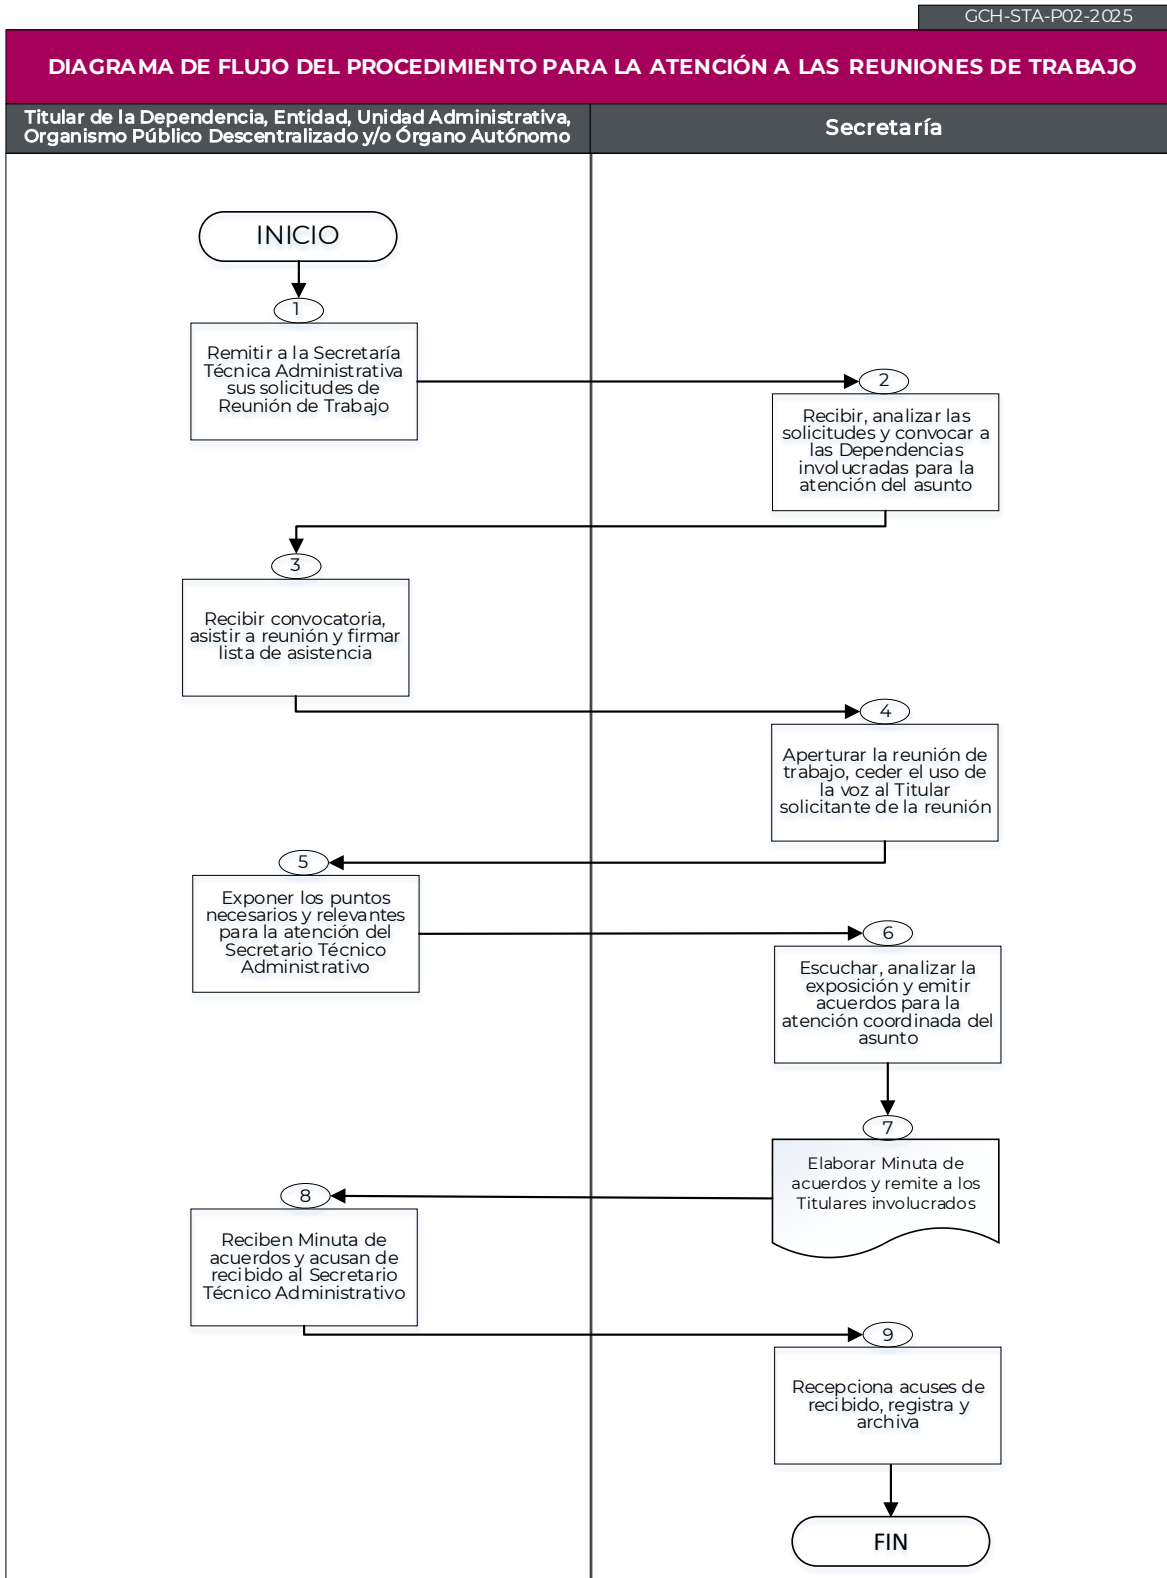 GCH-STA-P02-2025
DIAGRAMA DE FLUJO DEL PROCEDIMIENTO PARA LA ATENCIÓN A LAS REUNIONES DE TRABAJO
Titular de la Dependencia, Entidad, Unidad Administrativa,
Organismo Público Descentralizado y/o Órgano Autónomo
Secretaría
INICIO
1
Remitir a la Secretaría
Técnica Administrativa
sus solicitudes de
Reunión de Trabajo
2
Recibir, analizar las
solicitudes y convocar a
las Dependencias
involucradas para la
atención del asunto
3
Recibir convocatoria,
asistir a reunión y firmar
lista de asistencia
4
Aperturar la reunión de
trabajo, ceder el uso de
la voz al Titular
solicitante de la reunión
5
Exponer los puntos
necesarios y relevantes
para la atención del
Secretario Técnico
Administrativo
6
Escuchar, analizar la
exposición y emitir
acuerdos para la
atención coordinada del
asunto
7
Elaborar Minuta de
acuerdos y remite a los
Titulares involucrados
8
Reciben Minuta de
acuerdos y acusan de
recibido al Secretario
Técnico Administrativo
9
Recepciona acuses de
recibido, registra y
archiva
FIN